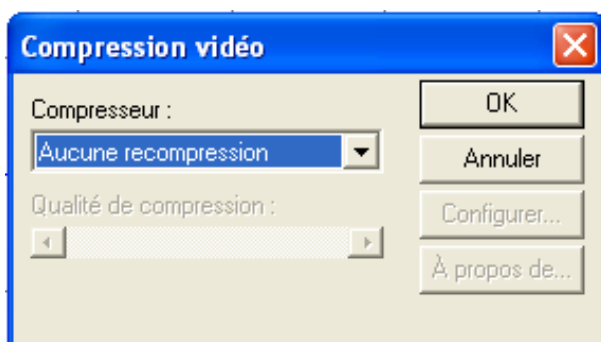 Compression vidéo
Compresseur :
Aucune recompression
Qualité de compression :
OK
Annuler
Configurer...
À propos de...